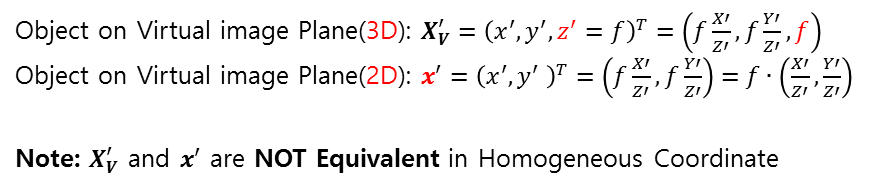 Object on Virtual image Plane(3D): X′_V = (x′, y′, z′ = f)^T = (f X′/Z′, f Y′/Z′, f)
Object on Virtual image Plane(2D): x′ = (x′, y′ )^T = (f X′/Z′, f Y′/Z′) = f · (X′/Z′, Y′/Z′)
Note: X′_V and x′ are NOT Equivalent in Homogeneous Coordinate